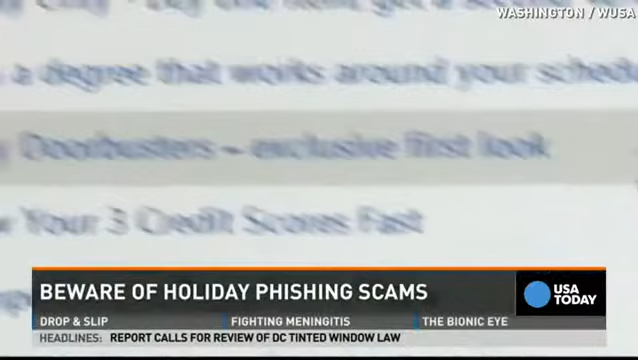 WASHINGTON / WUSA
a degree that works around your
Doorbusters – exclusive first look
Your 3 Credit Scores Fast
BEWARE OF HOLIDAY PHISHING SCAMS
USA
TODAY
DROP & SLIP FIGHTING MENINGITIS THE BIONIC EYE
HEADLINES: REPORT CALLS FOR REVIEW OF DC TINTED WINDOW LAW